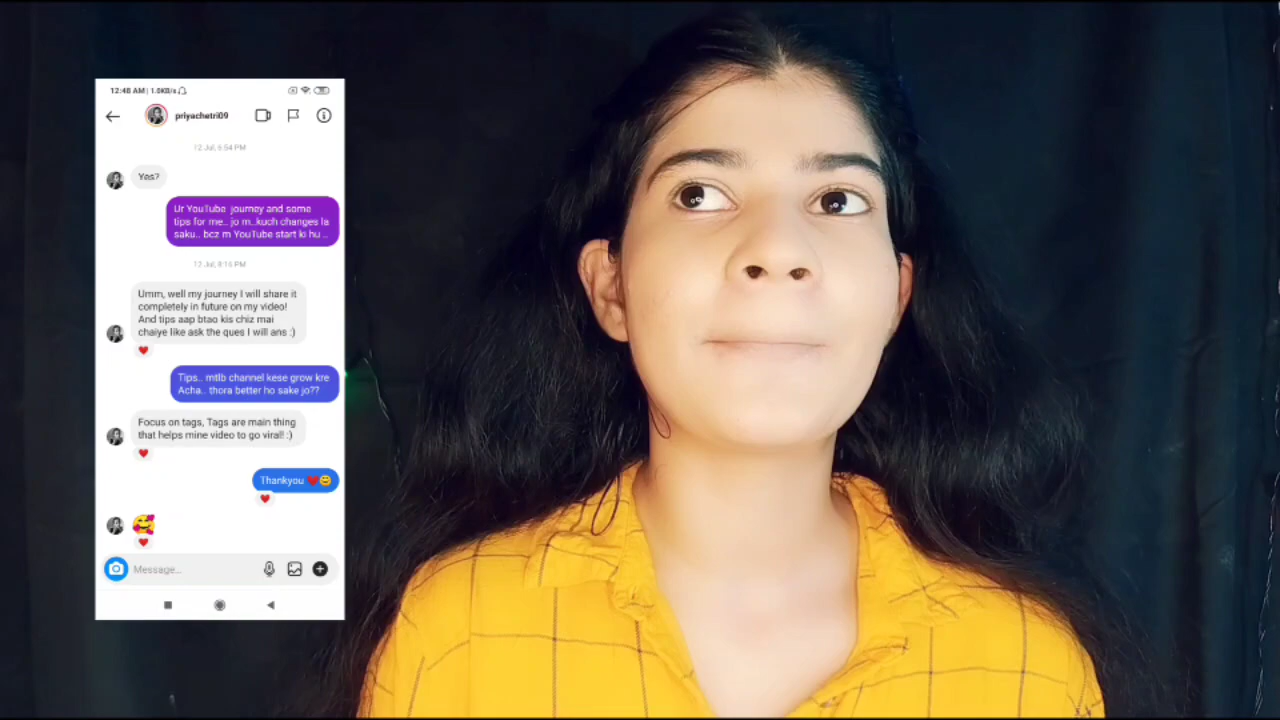 12:48 AM | 1.0KB/s
priyachetri09
12 Jul, 6:54 PM
Yes?
Ur YouTube journey and some
tips for me.. jo m..kuch changes la
saku.. bcz m YouTube start ki hu ..
12 Jul, 8:16 PM
Umm, well my journey I will share it
completely in future on my video!
And tips aap btao kis chiz mai
chaiye like ask the ques I will ans :)
Tips.. mtlb channel kese grow kre
Acha.. thora better ho sake jo??
Focus on tags, Tags are main thing
that helps mine video to go viral! :)
Thankyou ❤️😊
🥰
Message...